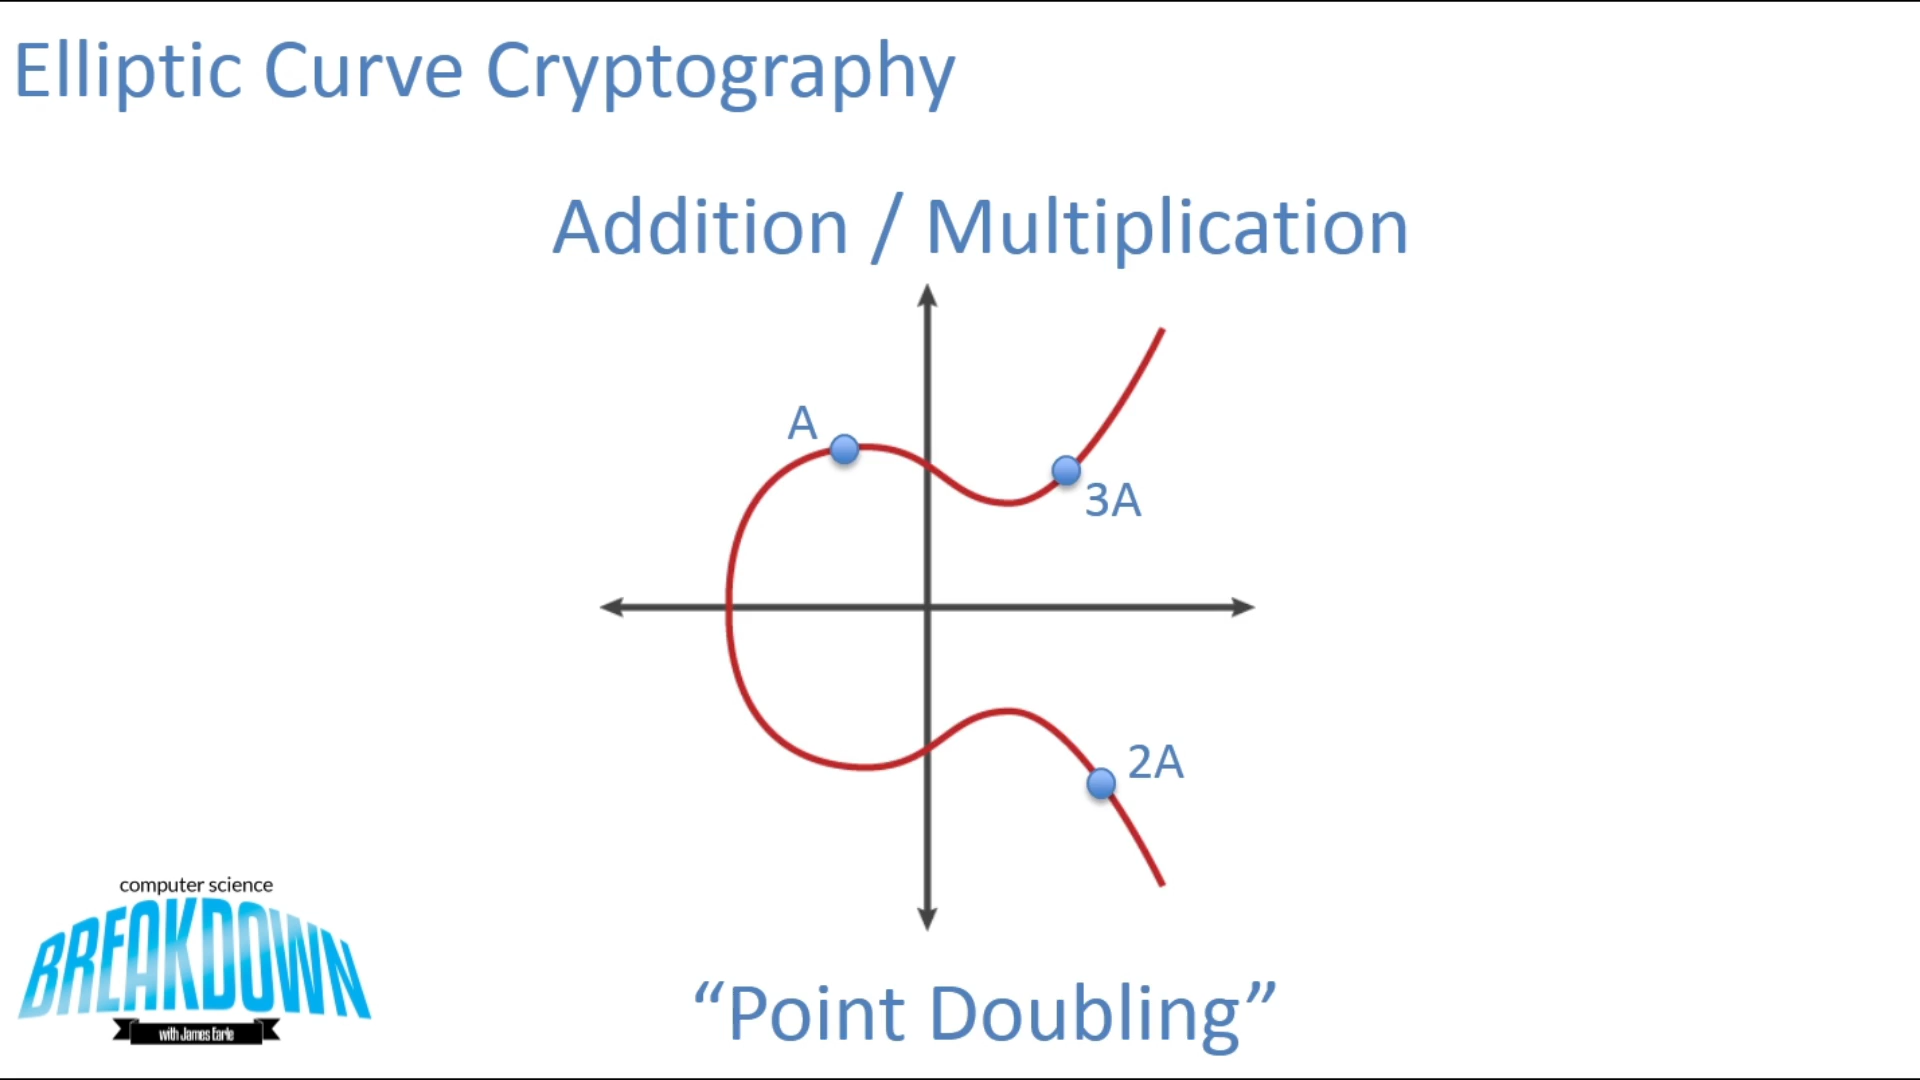 Elliptic Curve Cryptography
Addition / Multiplication
A
3A
2A
computer science
BREAKDOWN
with James Earle
“Point Doubling”